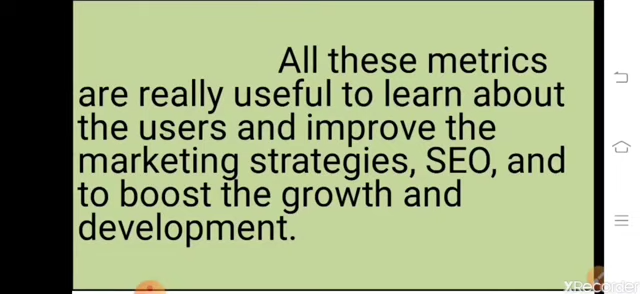 All these metrics
are really useful to learn about
the users and improve the
marketing strategies, SEO, and
to boost the growth and
development.
XRecorder